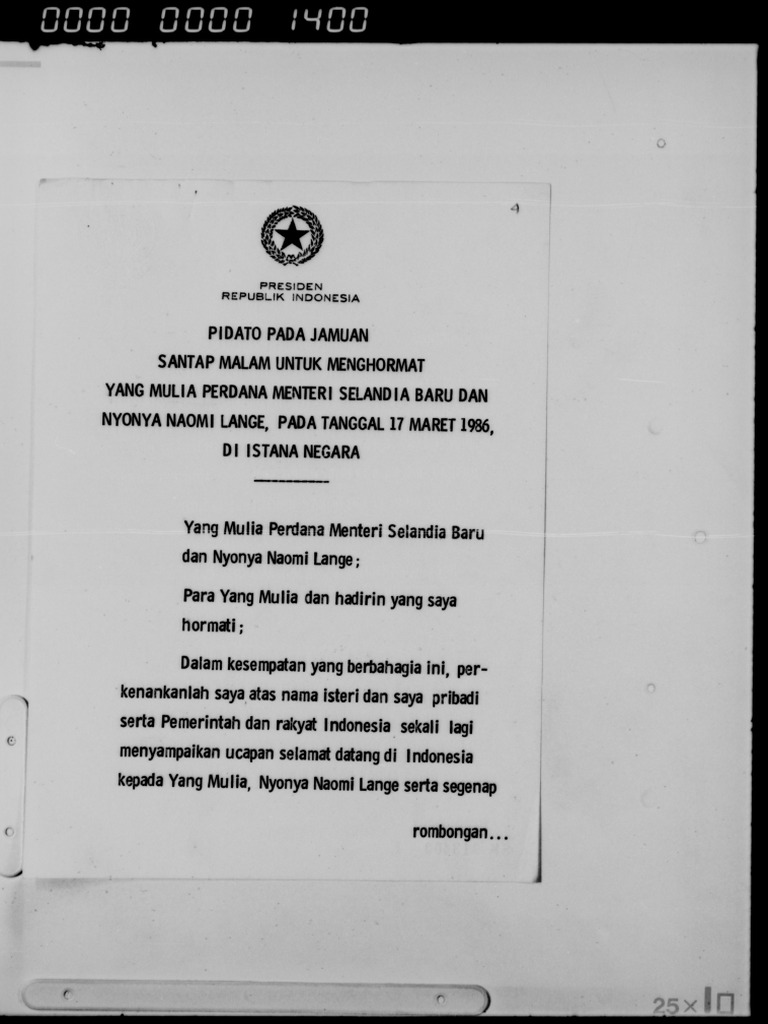 0000 0000 1400
4
PRESIDEN
REPUBLIK INDONESIA
PIDATO PADA JAMUAN
SANTAP MALAM UNTUK MENGHORMAT
YANG MULIA PERDANA MENTERI SELANDIA BARU DAN
NYONYA NAOMI LANGE, PADA TANGGAL 17 MARET 1986,
DI ISTANA NEGARA
-----------
Yang Mulia Perdana Menteri Selandia Baru
dan Nyonya Naomi Lange;
Para Yang Mulia dan hadirin yang saya
hormati;
Dalam kesempatan yang berbahagia ini, per-
kenankanlah saya atas nama isteri dan saya pribadi
serta Pemerintah dan rakyat Indonesia sekali lagi
menyampaikan ucapan selamat datang di Indonesia
kepada Yang Mulia, Nyonya Naomi Lange serta segenap
rombongan...
25×